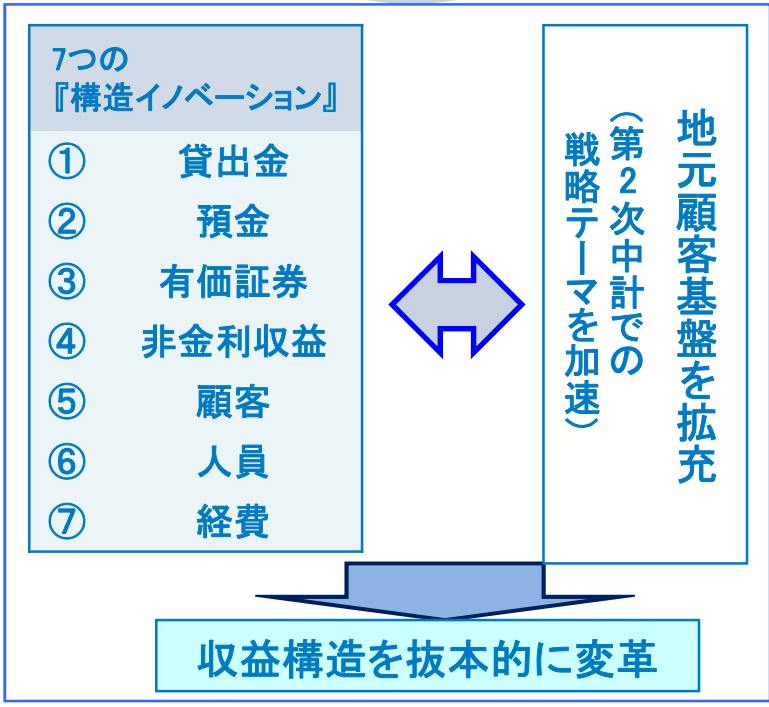 7つの
『構造イノベーション』
① 貸出金
② 預金
③ 有価証券
④ 非金利収益
⑤ 顧客
⑥ 人員
⑦ 経費
地元顧客基盤を拡充
（第2次中計での
戦略テーマを加速）
収益構造を抜本的に変革